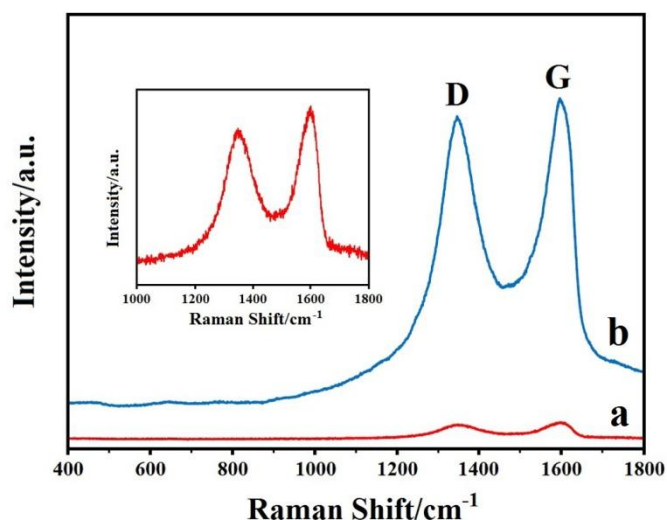 D
G
Intensity/a.u.
Intensity/a.u.
1000 1200 1400 1600 1800
Raman Shift/cm⁻¹
b
a
400 600 800 1000 1200 1400 1600 1800
Raman Shift/cm⁻¹